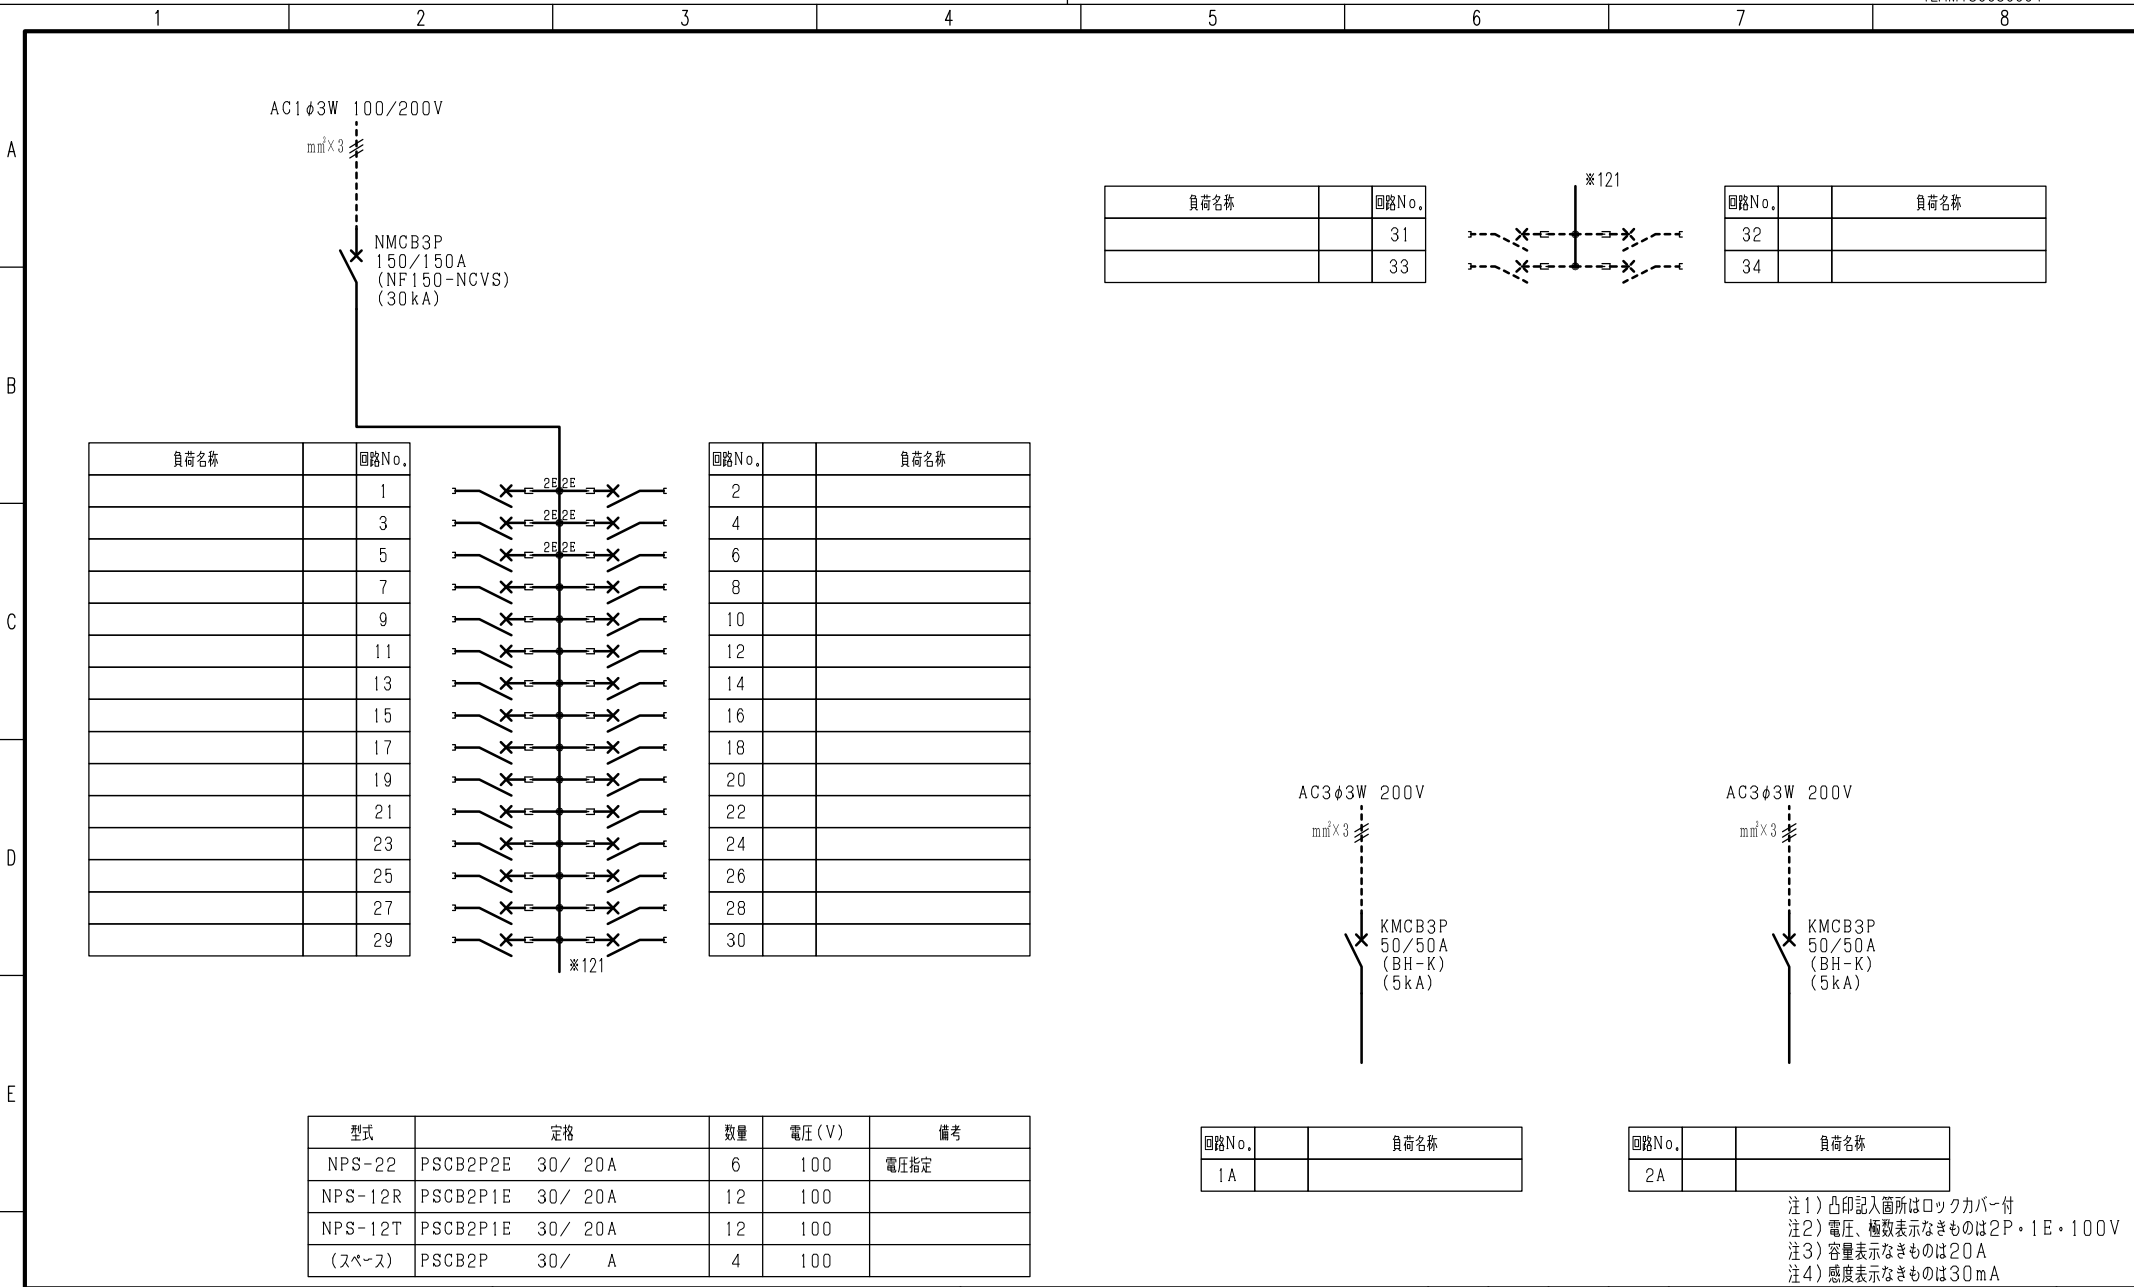 1 2 3 4 5 6 7 8
A
B
C
D
E
AC1φ3W 100/200V
mm²×3
NMCB3P
150/150A
(NF150-NCVS)
(30kA)
負荷名称 回路No.
1
3
5
7
9
11
13
15
17
19
21
23
25
27
29
2E 2E
2E 2E
2E 2E
※121
回路No. 負荷名称
2
4
6
8
10
12
14
16
18
20
22
24
26
28
30
負荷名称 回路No.
31
33
※121
回路No. 負荷名称
32
34
AC3φ3W 200V
mm²×3
KMCB3P
50/50A
(BH-K)
(5kA)
回路No. 負荷名称
1A
AC3φ3W 200V
mm²×3
KMCB3P
50/50A
(BH-K)
(5kA)
回路No. 負荷名称
2A
型式 定格 数量 電圧(V) 備考
NPS-22 PSCB2P2E 30/ 20A 6 100 電圧指定
NPS-12R PSCB2P1E 30/ 20A 12 100
NPS-12T PSCB2P1E 30/ 20A 12 100
(スペース) PSCB2P 30/ A 4 100
注1)凸印記入箇所はロックカバー付
注2)電圧、極数表示なきものは2P・1E・100V
注3)容量表示なきものは20A
注4)感度表示なきものは30mA